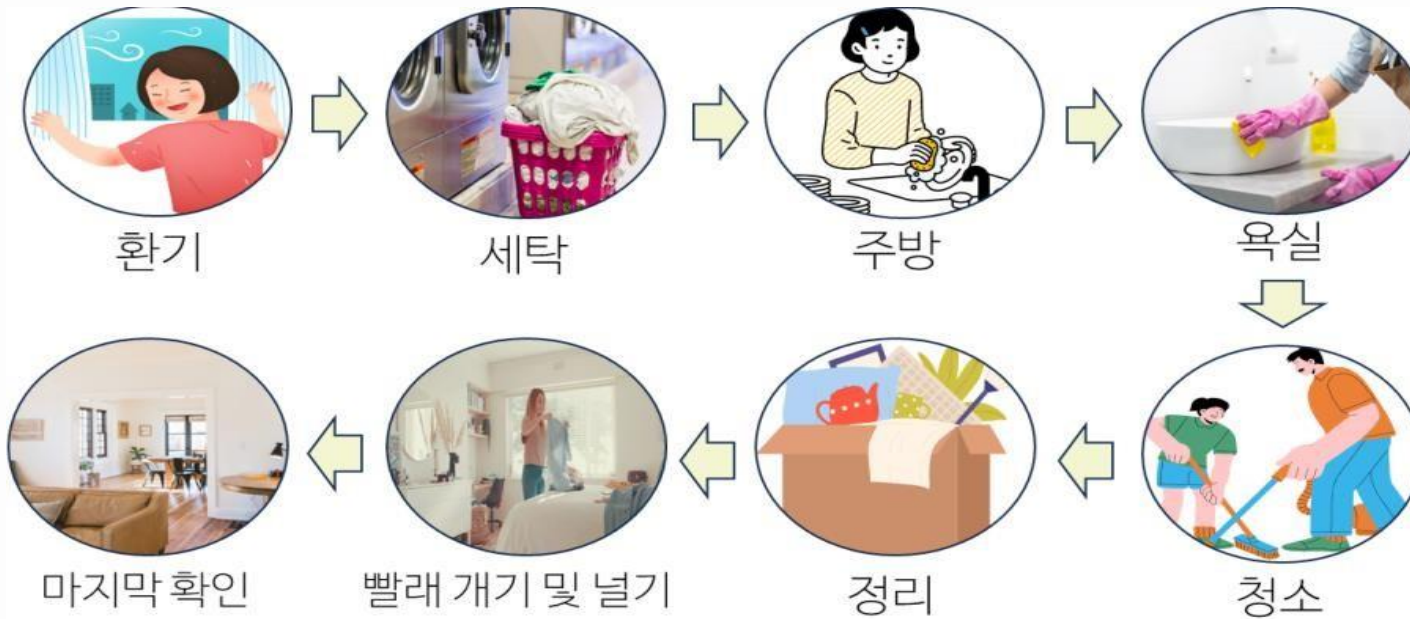 환기
세탁
주방
욕실
청소
정리
빨래 개기 및 널기
마지막 확인